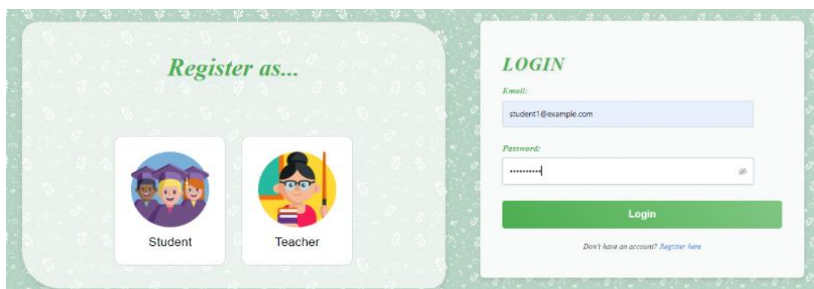 Register as...
Student
Teacher
LOGIN
Email:
student1@example.com
Password:
••••••••••
Login
Don't have an account? Register here